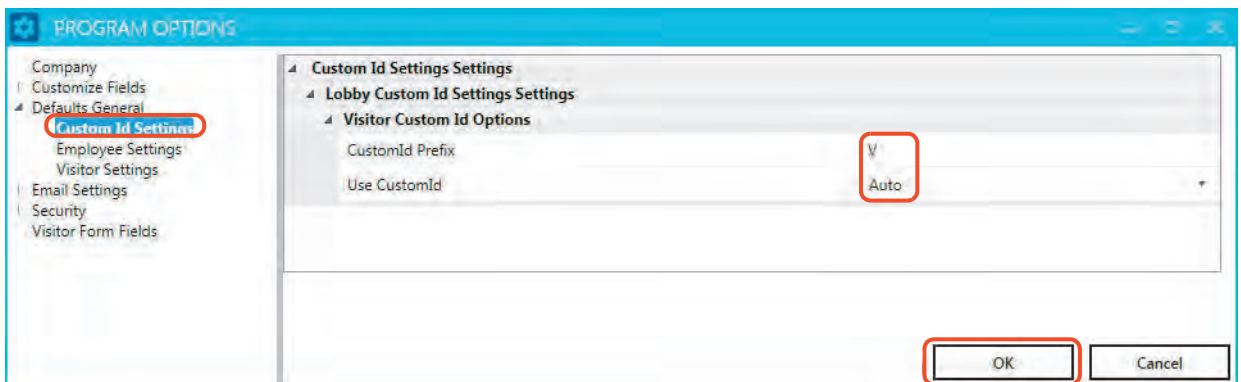 PROGRAM OPTIONS
Company
Customize Fields
Defaults General
Custom Id Settings
Employee Settings
Visitor Settings
Email Settings
Security
Visitor Form Fields
Custom Id Settings Settings
Lobby Custom Id Settings Settings
Visitor Custom Id Options
CustomId Prefix V
Use CustomId Auto
OK Cancel